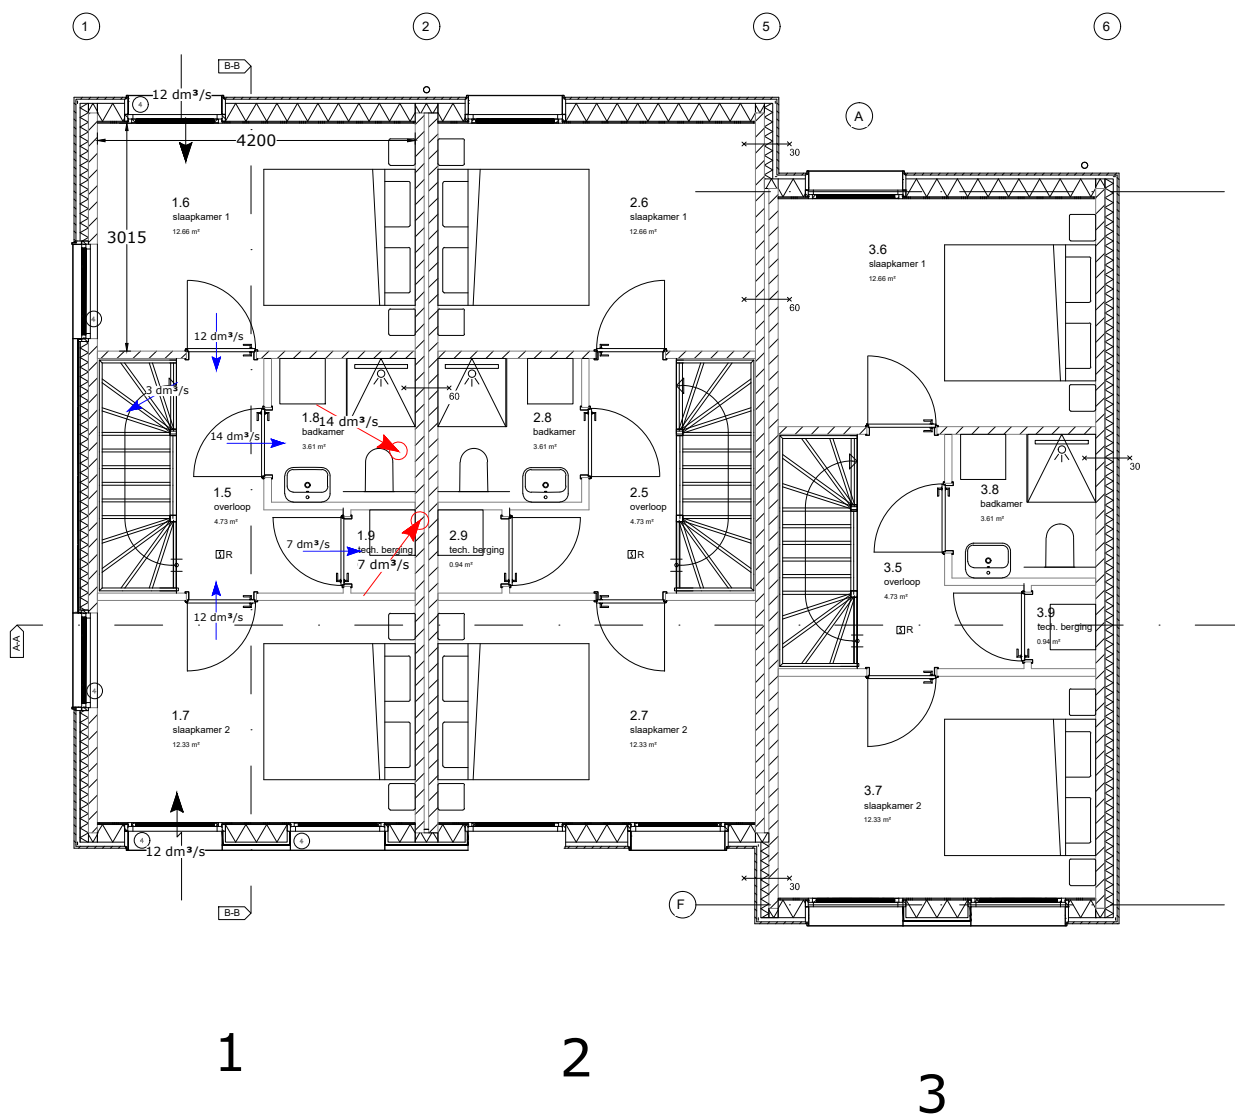 1
2
5
6
B-B
12 dm³/s
4
A
4200
30
1.6
slaapkamer 1
12.66 m²
2.6
slaapkamer 1
12.66 m²
3015
3.6
slaapkamer 1
12.66 m²
60
4
12 dm³/s
3 dm³/s
60
14 dm³/s
1.8
badkamer
3.61 m²
2.8
badkamer
3.61 m²
14 dm³/s
30
1.5
overloop
4.73 m²
2.5
overloop
4.73 m²
3.8
badkamer
3.61 m²
7 dm³/s
1.9
tech. berging
2.9
tech. berging
0.94 m²
S R
S R
7 dm³/s
3.5
overloop
4.73 m²
12 dm³/s
3.9
tech. berging
0.94 m²
S R
A-A
4
1.7
slaapkamer 2
12.33 m²
2.7
slaapkamer 2
12.33 m²
3.7
slaapkamer 2
12.33 m²
4
4
12 dm³/s
30
B-B
F
1
2
3